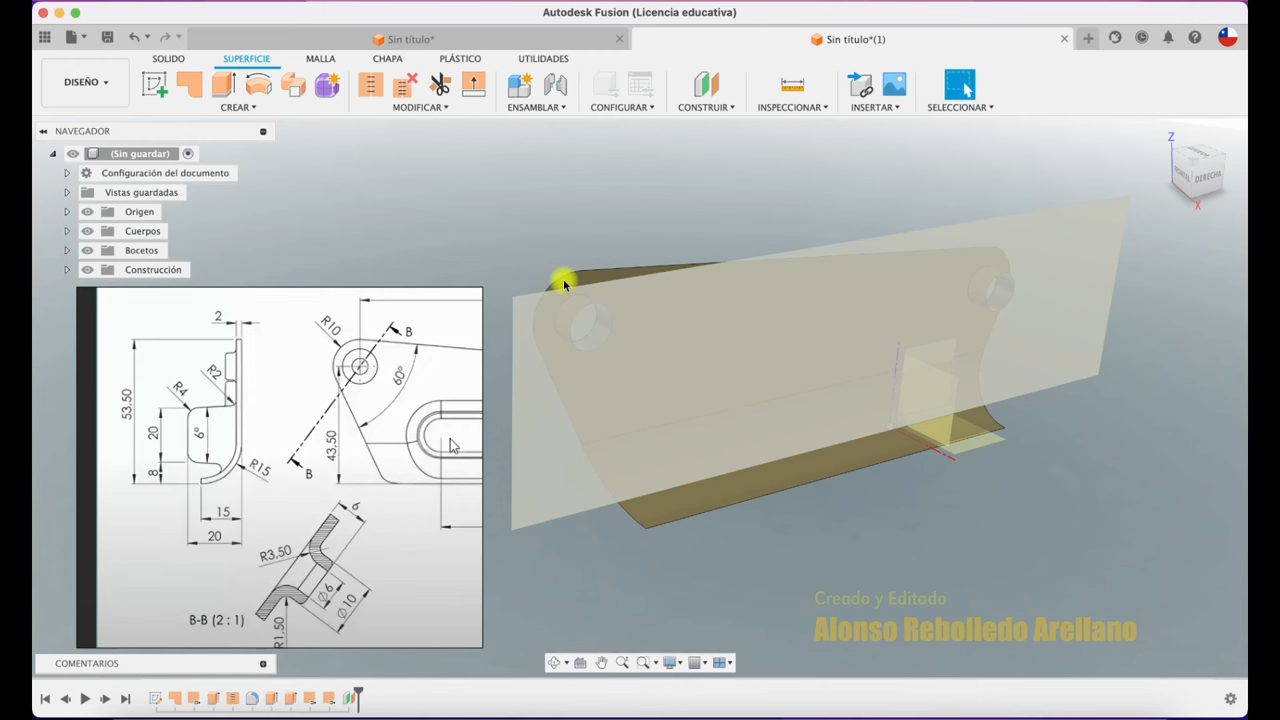 Autodesk Fusion (Licencia educativa)
Sin título*
Sin título*(1)
SOLIDO SUPERFICIE MALLA CHAPA PLÁSTICO UTILIDADES
DISEÑO
CREAR MODIFICAR ENSAMBLAR CONFIGURAR CONSTRUIR INSPECCIONAR INSERTAR SELECCIONAR
NAVEGADOR
(Sin guardar)
Configuración del documento
Vistas guardadas
Origen
Cuerpos
Bocetos
Construcción
Z
DERECHA
X
2
R10
B
R2
R4
60°
53.50
20
6°
43.50
8
R15
B
15
6
20
R3,50
Ø6
Ø10
B-B (2 : 1)
R1.50
Creado y Editado
Alonso Rebolledo Arellano
COMENTARIOS